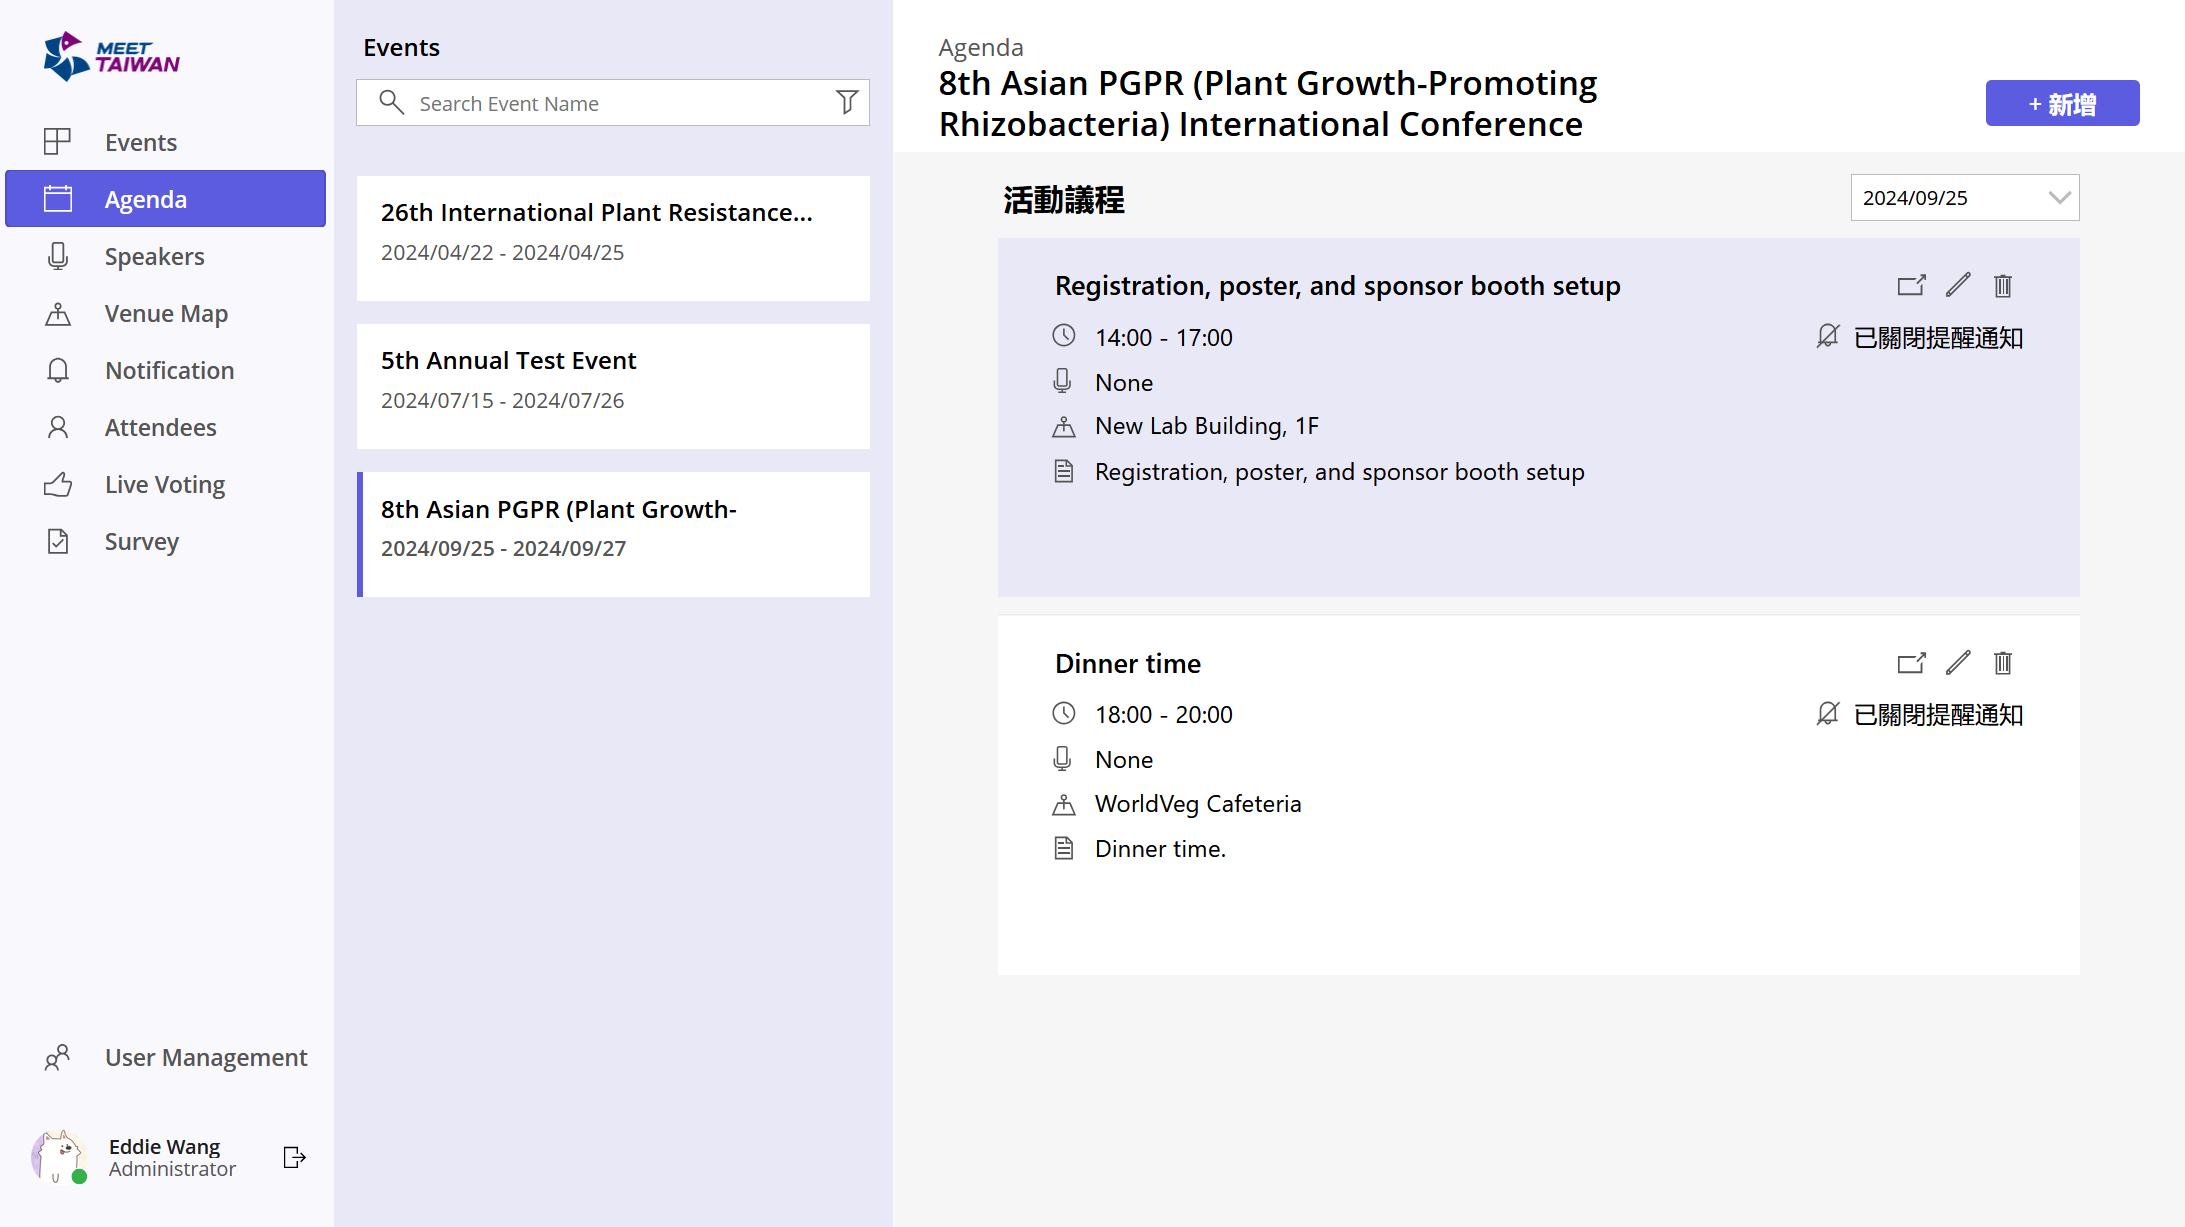 MEET
TAIWAN
Events
Agenda
Speakers
Venue Map
Notification
Attendees
Live Voting
Survey
User Management
Eddie Wang
Administrator
Events
Search Event Name
26th International Plant Resistance...
2024/04/22 - 2024/04/25
5th Annual Test Event
2024/07/15 - 2024/07/26
8th Asian PGPR (Plant Growth-
2024/09/25 - 2024/09/27
Agenda
8th Asian PGPR (Plant Growth-Promoting
Rhizobacteria) International Conference
+ 新增
活動議程
2024/09/25
Registration, poster, and sponsor booth setup
14:00 - 17:00
已關閉提醒通知
None
New Lab Building, 1F
Registration, poster, and sponsor booth setup
Dinner time
18:00 - 20:00
已關閉提醒通知
None
WorldVeg Cafeteria
Dinner time.